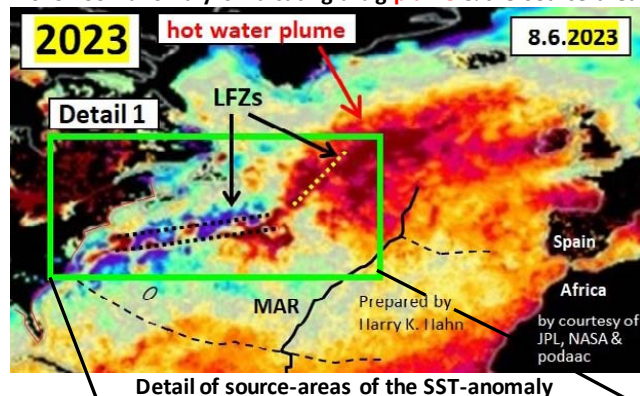 2023
hot water plume
8.6.2023
Detail 1
LFZs
Spain
MAR
Prepared by
Harry K. Hahn
Africa
by courtesy of
JPL, NASA &
podaac
Detail of source-areas of the SST-anomaly